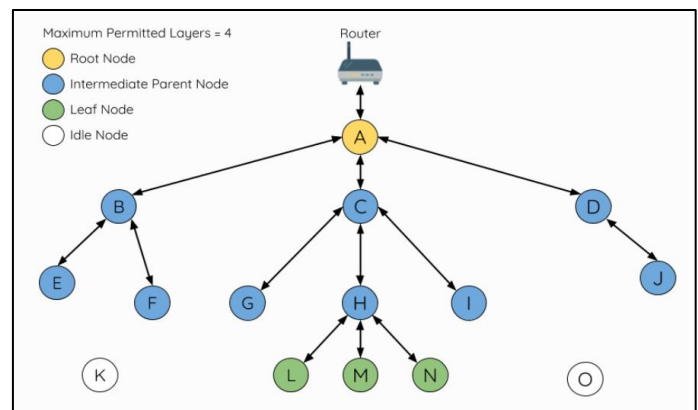 Maximum Permitted Layers = 4
Router
Root Node
Intermediate Parent Node
Leaf Node
Idle Node
A
B
C
D
E
F
G
H
I
J
K
L
M
N
O